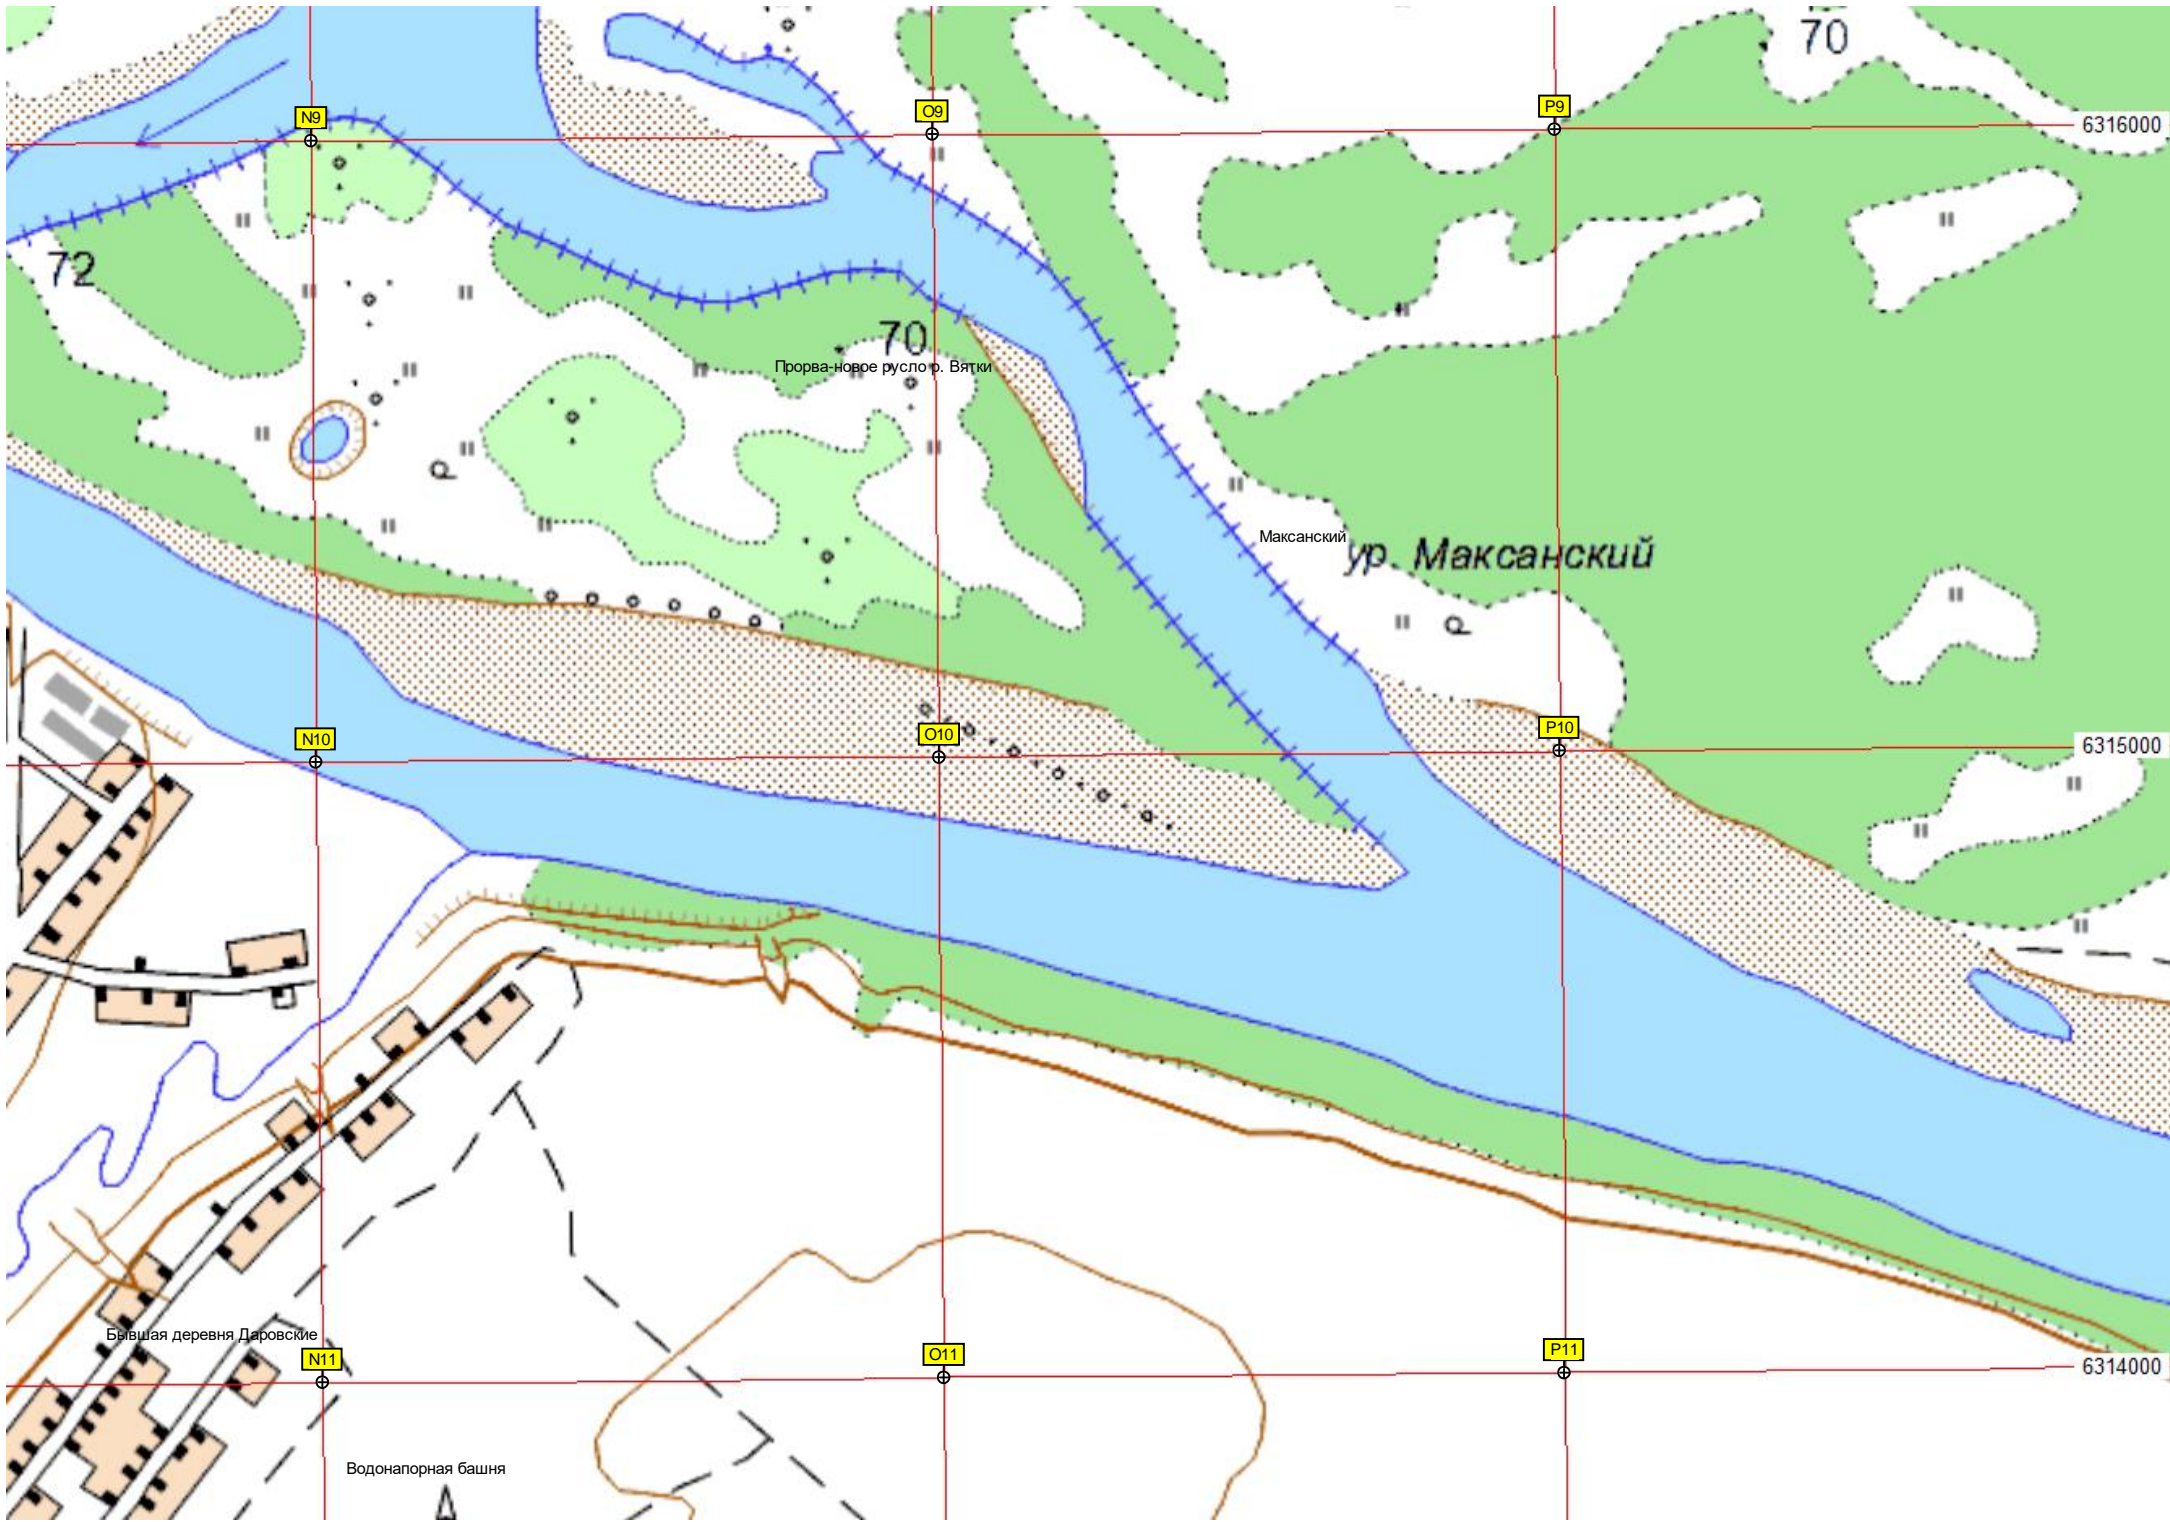 70
N9
O9
P9
6316000
72
70
Прорва-новое русло р. Вятки
Максанский
ур. Максанский
N10
O10
P10
6315000
Бывшая деревня Даровские
N11
O11
P11
6314000
Водонапорная башня